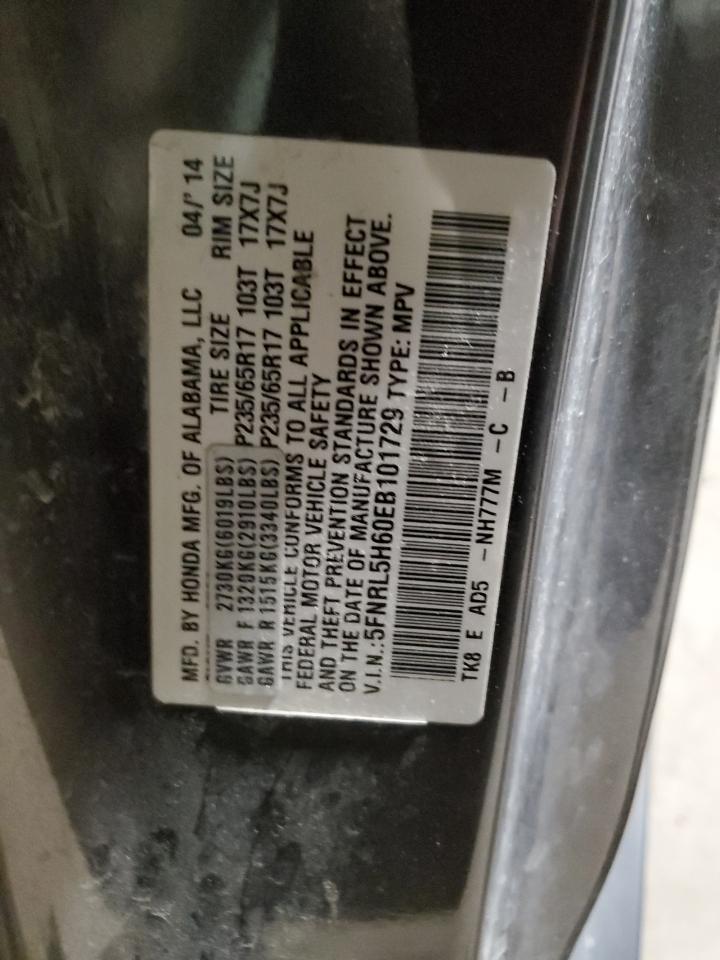 MFD. BY HONDA MFG. OF ALABAMA, LLC 04/ 14
TIRE SIZE RIM SIZE
GVWR 2730KG(6019LBS)
GAWR F 1320KG(2910LBS) P235/65R17 103T 17X7J
GAWR R 1515KG(3340LBS) P235/65R17 103T 17X7J
THIS VEHICLE CONFORMS TO ALL APPLICABLE
FEDERAL MOTOR VEHICLE SAFETY
AND THEFT PREVENTION STANDARDS IN EFFECT
ON THE DATE OF MANUFACTURE SHOWN ABOVE.
V.I.N.:5FNRL5H60EB101729 TYPE: MPV
TK8 E AD5 -NH777M -C -B